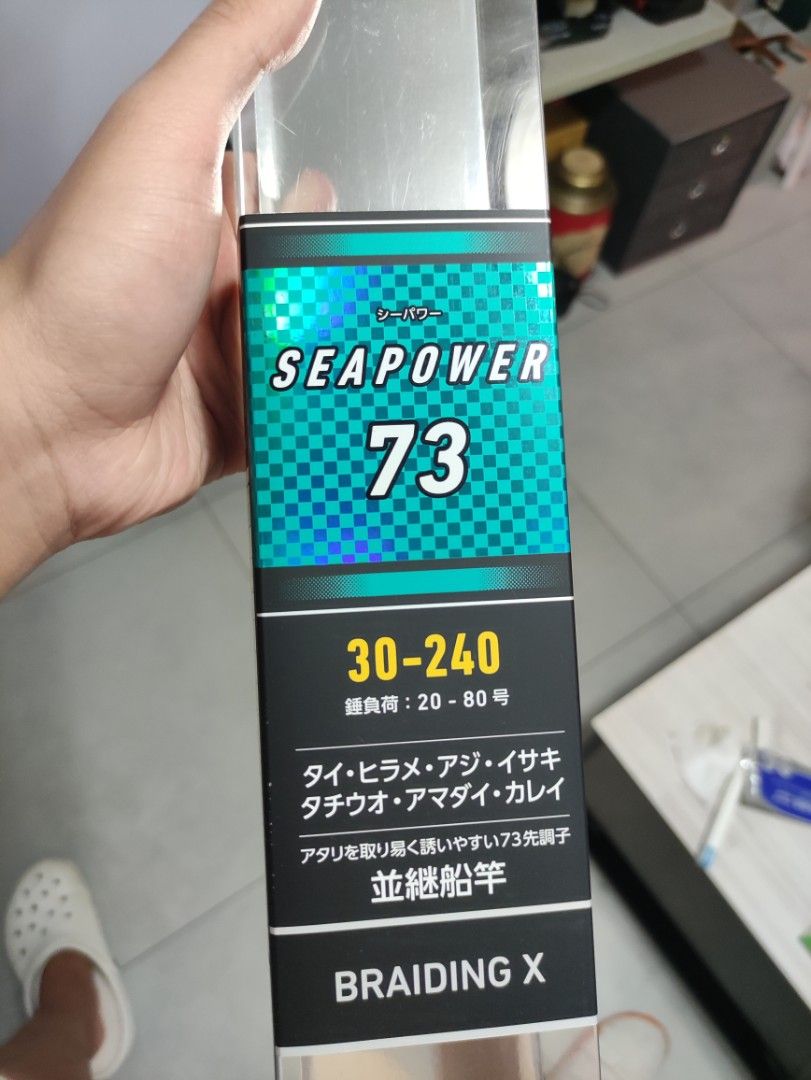 シーパワー
SEAPOWER
73
30-240
錘負荷：20-80号
タイ・ヒラメ・アジ・イサキ
タチウオ・アマダイ・カレイ
アタリを取り易く誘いやすい73先調子
並継船竿
BRAIDING X